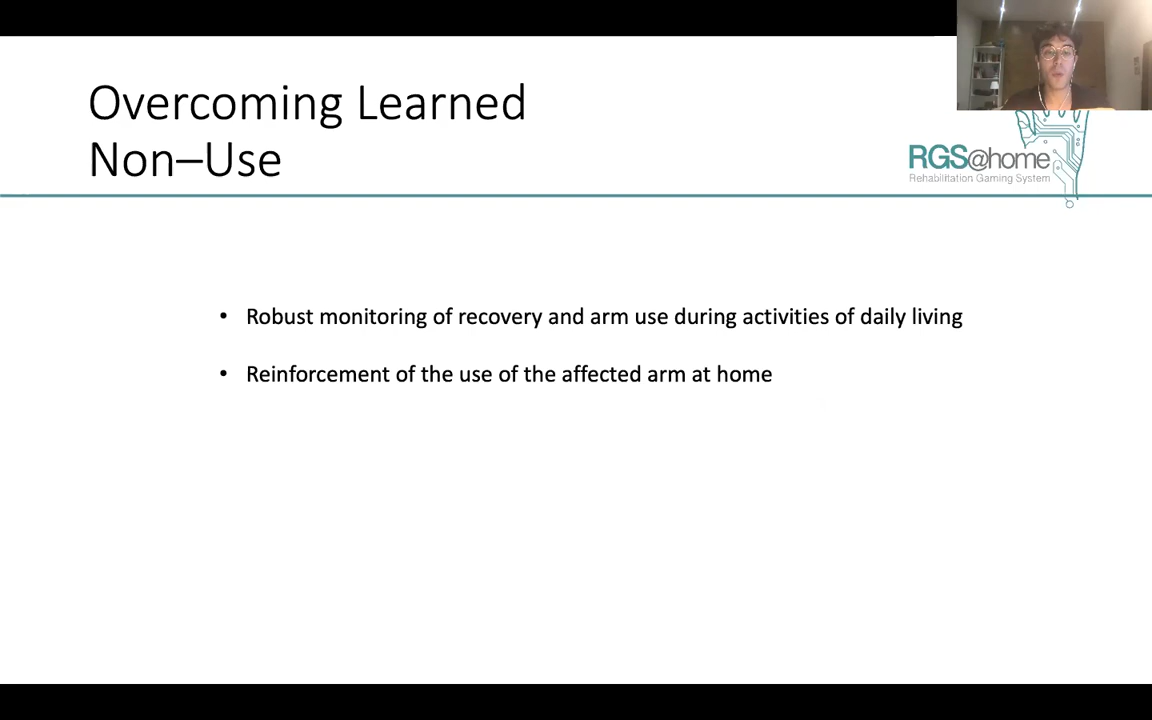 Overcoming Learned
Non–Use
RGS@home
Rehabilitation Gaming System
• Robust monitoring of recovery and arm use during activities of daily living
• Reinforcement of the use of the affected arm at home